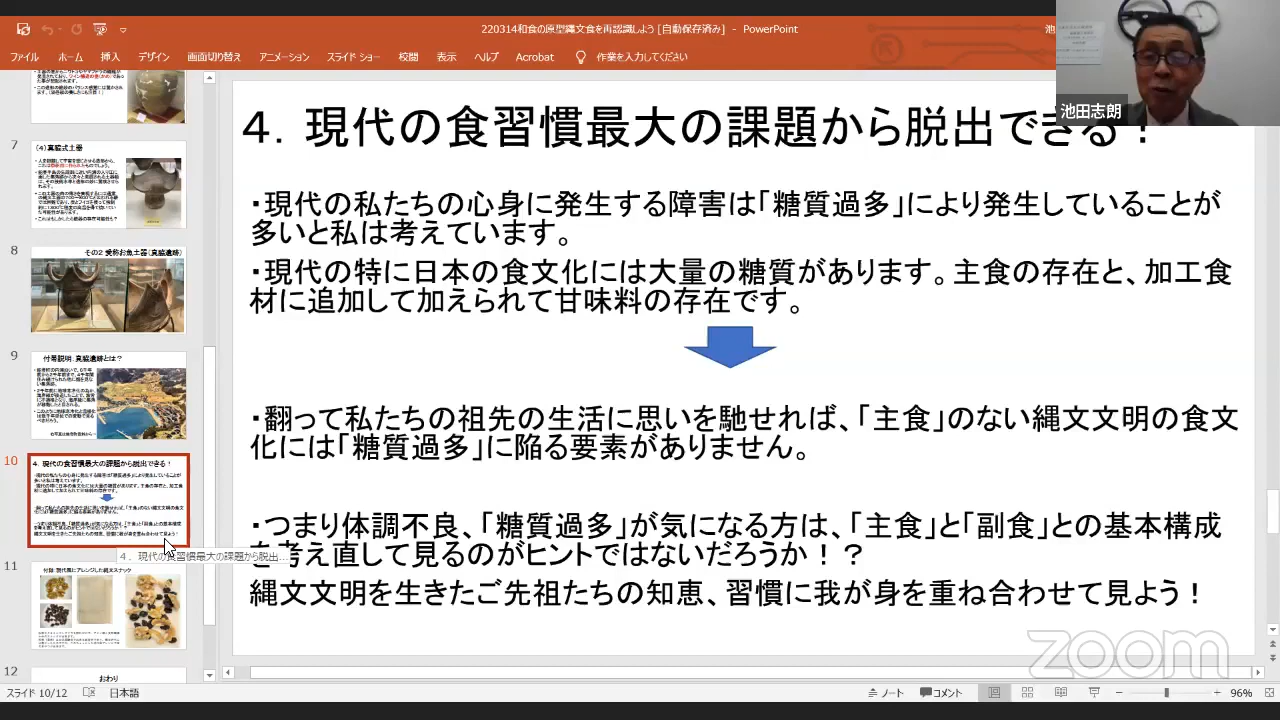 220314和食の原型縄文食を再認識しよう [自動保存済み] - PowerPoint
池
ファイル ホーム 挿入 デザイン 画面切り替え アニメーション スライド ショー 校閲 表示 ヘルプ Acrobat 作業を入力してください
池田志朗
7
(4)真脇式土器
8
その2 愛称お魚土器(真脇遺跡)
9
付帯説明:真脇遺跡とは?
10
4. 現代の食習慣最大の課題から脱出できる!
4. 現代の食習慣最大の課題から脱出...
11
付録:現代風にアレンジした縄文スナック
12
おわり
4. 現代の食習慣最大の課題から脱出できる!
・現代の私たちの心身に発生する障害は「糖質過多」により発生していることが
多いと私は考えています。
・現代の特に日本の食文化には大量の糖質があります。主食の存在と、加工食
材に追加して加えられて甘味料の存在です。
・翻って私たちの祖先の生活に思いを馳せれば、「主食」のない縄文文明の食文
化には「糖質過多」に陥る要素がありません。
・つまり体調不良、「糖質過多」が気になる方は、「主食」と「副食」との基本構成
を考え直して見るのがヒントではないだろうか!?
縄文文明を生きたご先祖たちの知恵、習慣に我が身を重ね合わせて見よう!
zoom
スライド 10/12 日本語 ノート コメント 96%